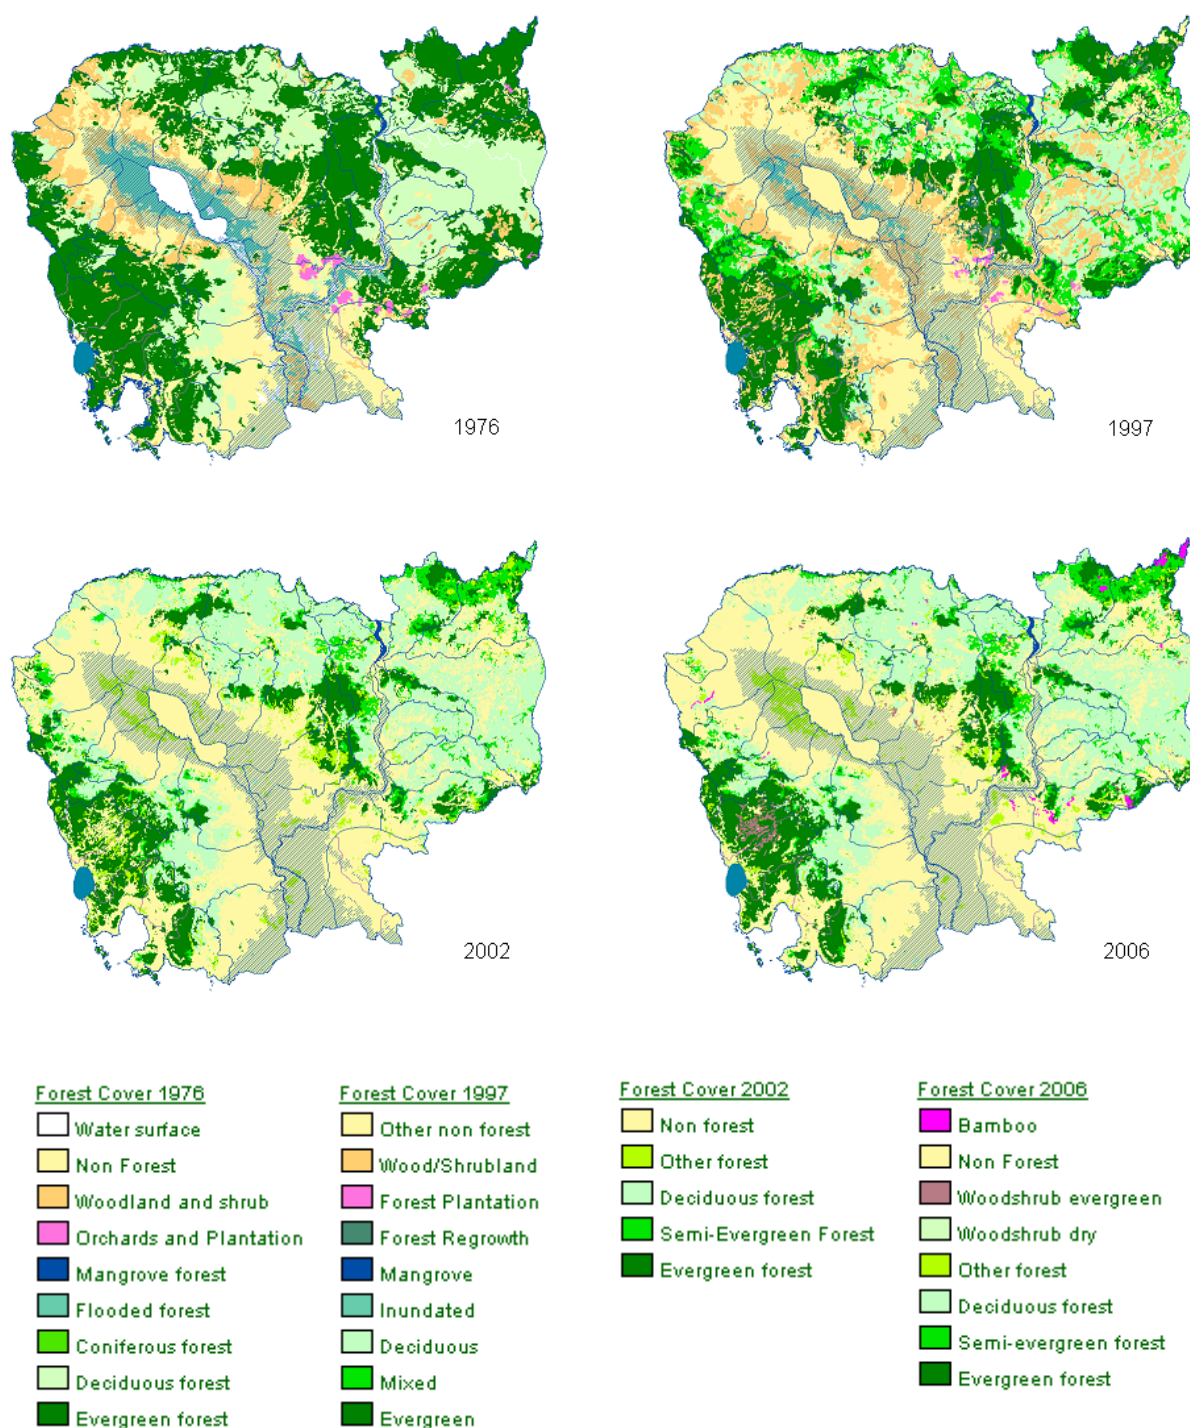 1976
1997
2002
2006
Forest Cover 1976
Water surface
Non Forest
Woodland and shrub
Orchards and Plantation
Mangrove forest
Flooded forest
Coniferous forest
Deciduous forest
Evergreen forest
Forest Cover 1997
Other non forest
Wood/Shrubland
Forest Plantation
Forest Regrowth
Mangrove
Inundated
Deciduous
Mixed
Evergreen
Forest Cover 2002
Non forest
Other forest
Deciduous forest
Semi-Evergreen Forest
Evergreen forest
Forest Cover 2006
Bamboo
Non Forest
Woodshrub evergreen
Woodshrub dry
Other forest
Deciduous forest
Semi-evergreen forest
Evergreen forest